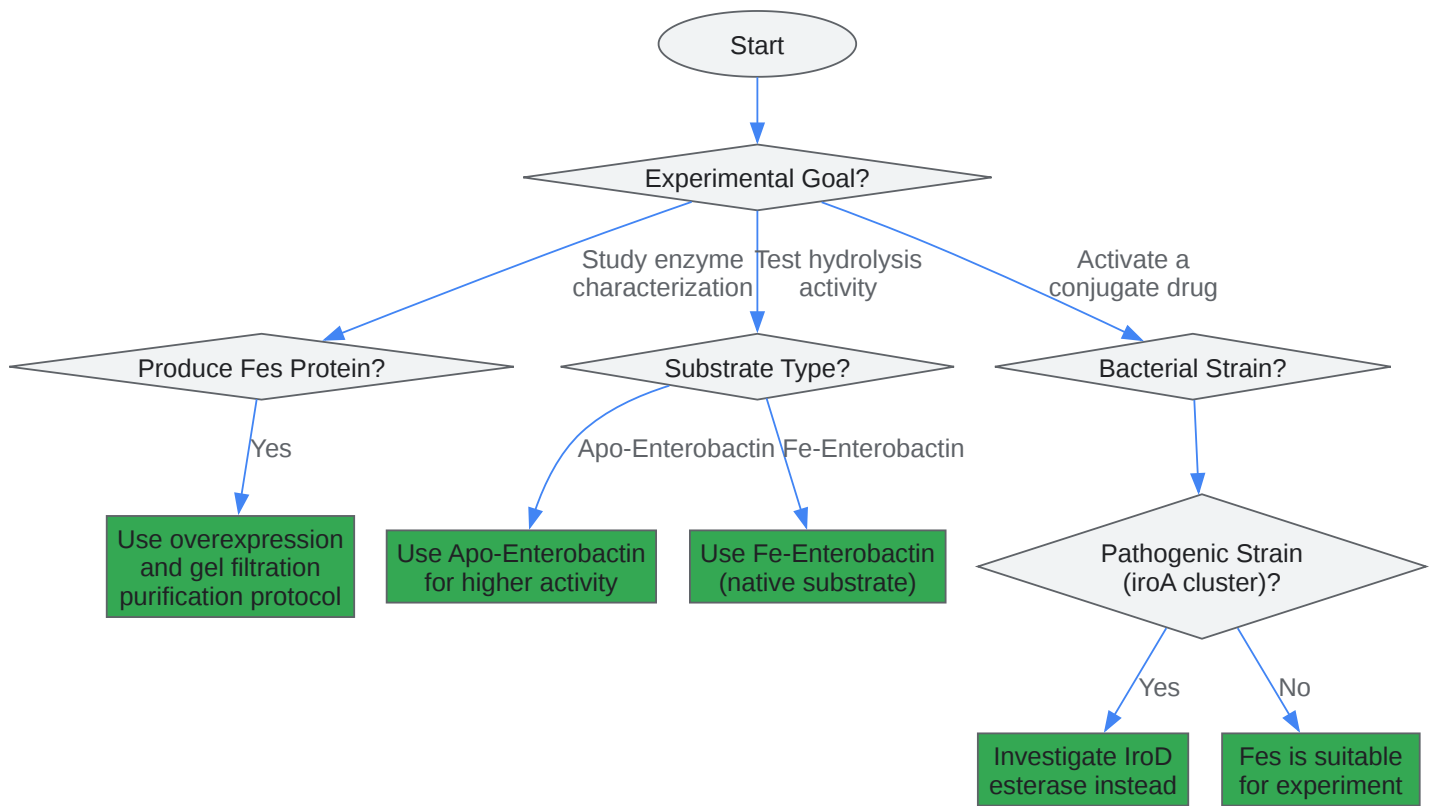 Start
Experimental Goal?
Study enzyme
characterization
Test hydrolysis
activity
Activate a
conjugate drug
Produce Fes Protein?
Substrate Type?
Bacterial Strain?
Yes
Apo-Enterobactin
Fe-Enterobactin
Use overexpression
and gel filtration
purification protocol
Use Apo-Enterobactin
for higher activity
Use Fe-Enterobactin
(native substrate)
Pathogenic Strain
(iroA cluster)?
Yes
No
Investigate IroD
esterase instead
Fes is suitable
for experiment